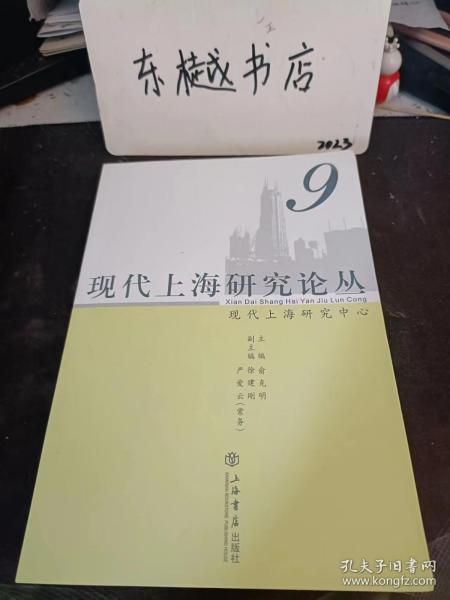 东樾书店
2023
9
现代上海研究论丛
Xian Dai Shang Hai Yan Jiu Lun Cong
现代上海研究中心
主编 俞克明
副主编 徐建刚
严爱云(常务)
上海书店出版社
孔夫子旧书网
www.kongfz.com